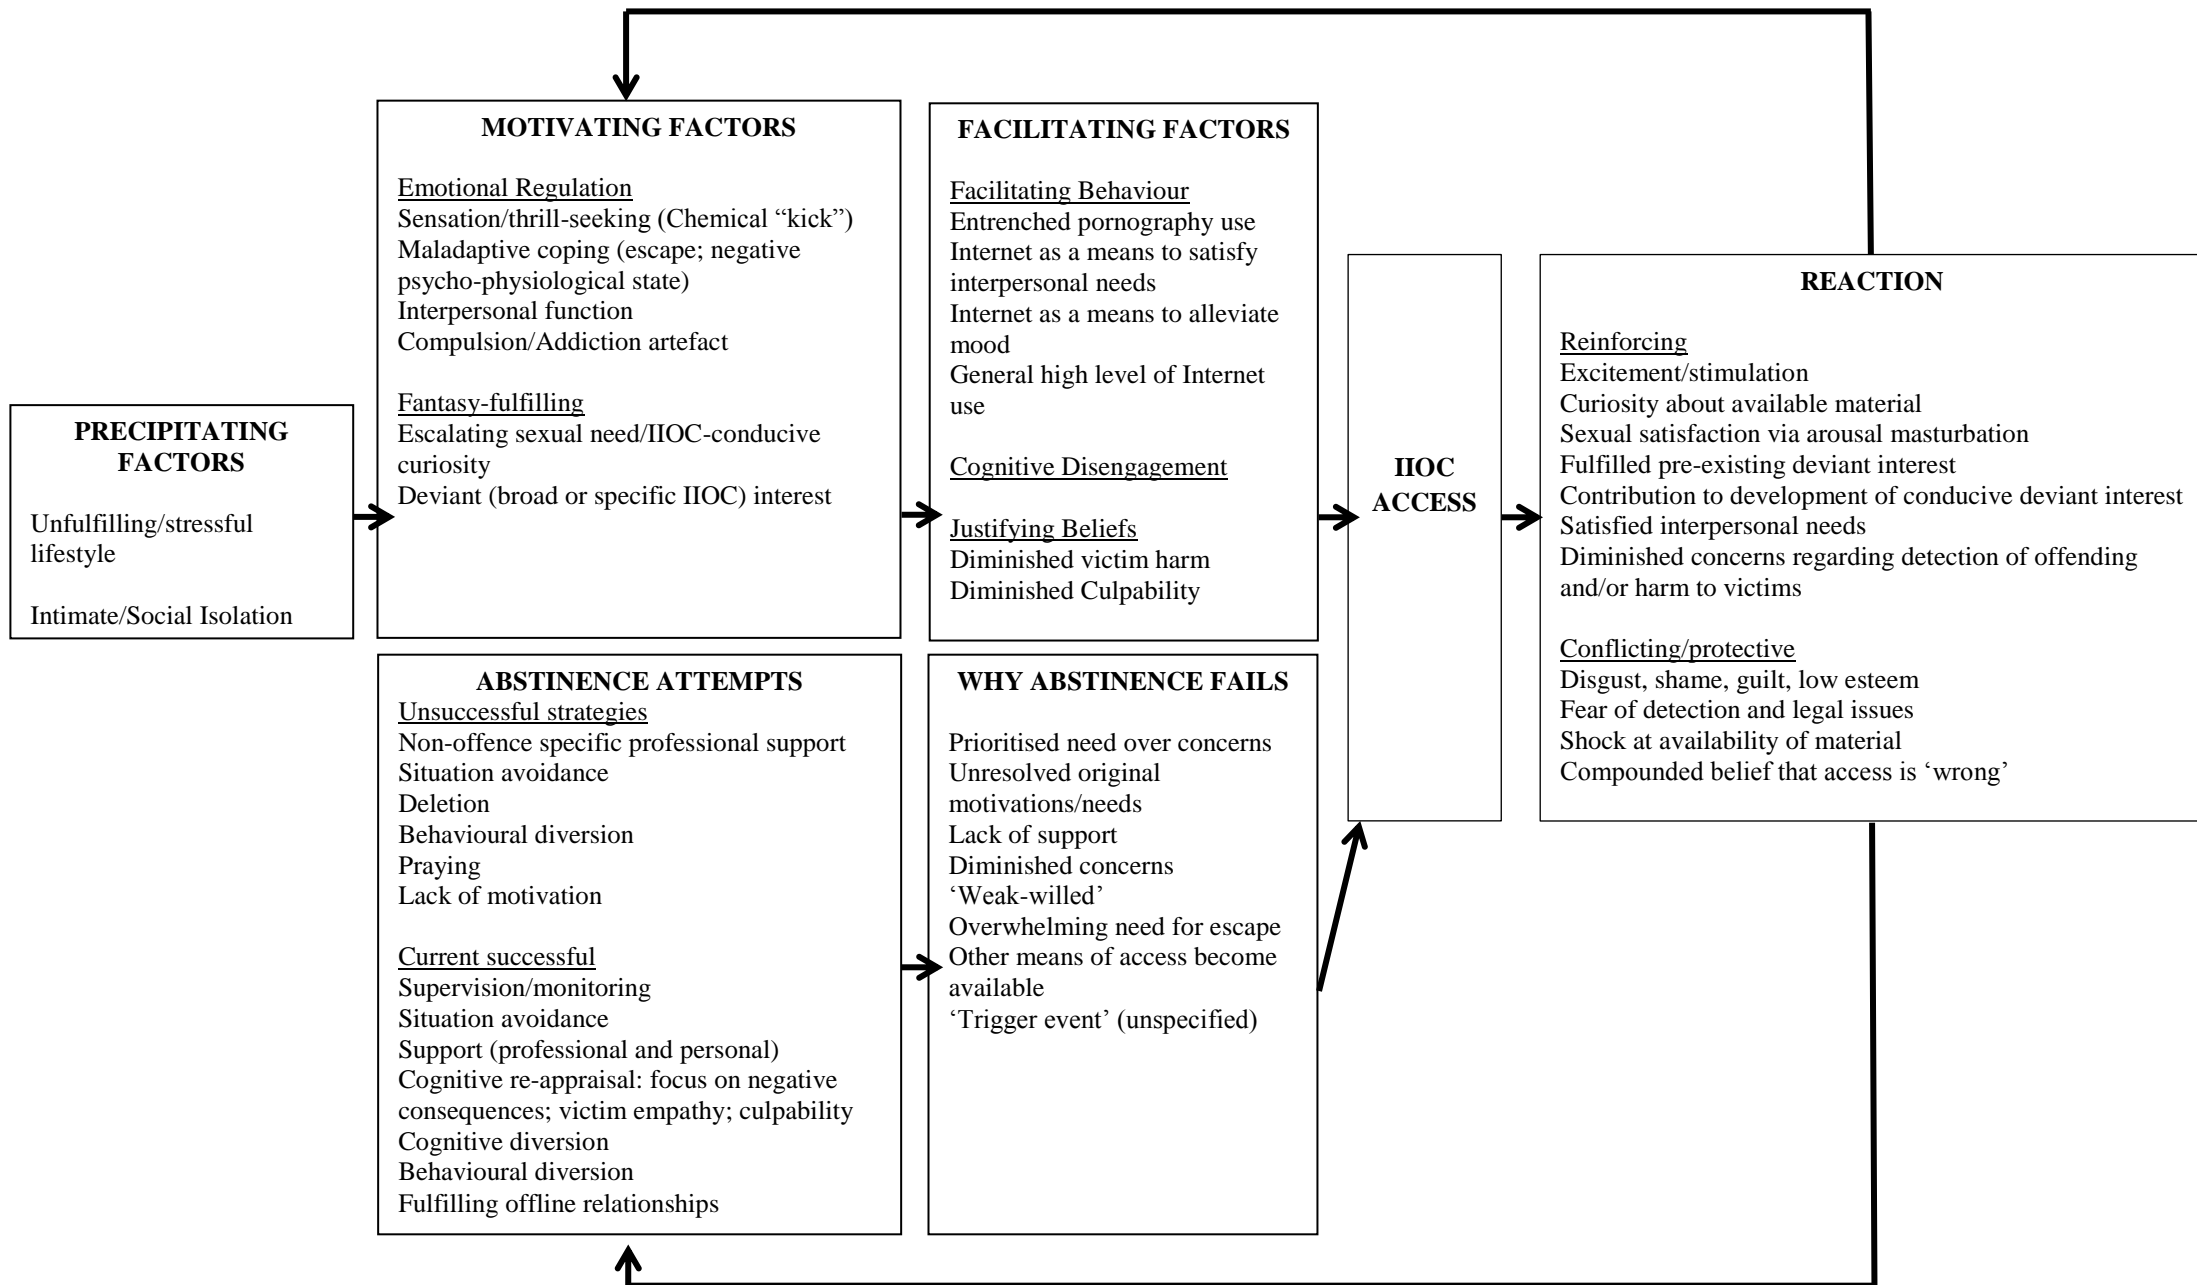 PRECIPITATING
FACTORS
Unfulfilling/stressful
lifestyle
Intimate/Social Isolation
MOTIVATING FACTORS
Emotional Regulation
Sensation/thrill-seeking (Chemical “kick”)
Maladaptive coping (escape; negative
psycho-physiological state)
Interpersonal function
Compulsion/Addiction artefact
Fantasy-fulfilling
Escalating sexual need/IIOC-conducive
curiosity
Deviant (broad or specific IIOC) interest
FACILITATING FACTORS
Facilitating Behaviour
Entrenched pornography use
Internet as a means to satisfy
interpersonal needs
Internet as a means to alleviate
mood
General high level of Internet
use
Cognitive Disengagement
Justifying Beliefs
Diminished victim harm
Diminished Culpability
IIOC
ACCESS
REACTION
Reinforcing
Excitement/stimulation
Curiosity about available material
Sexual satisfaction via arousal masturbation
Fulfilled pre-existing deviant interest
Contribution to development of conducive deviant interest
Satisfied interpersonal needs
Diminished concerns regarding detection of offending
and/or harm to victims
Conflicting/protective
Disgust, shame, guilt, low esteem
Fear of detection and legal issues
Shock at availability of material
Compounded belief that access is ‘wrong’
ABSTINENCE ATTEMPTS
Unsuccessful strategies
Non-offence specific professional support
Situation avoidance
Deletion
Behavioural diversion
Praying
Lack of motivation
Current successful
Supervision/monitoring
Situation avoidance
Support (professional and personal)
Cognitive re-appraisal: focus on negative
consequences; victim empathy; culpability
Cognitive diversion
Behavioural diversion
Fulfilling offline relationships
WHY ABSTINENCE FAILS
Prioritised need over concerns
Unresolved original
motivations/needs
Lack of support
Diminished concerns
‘Weak-willed’
Overwhelming need for escape
Other means of access become
available
‘Trigger event’ (unspecified)